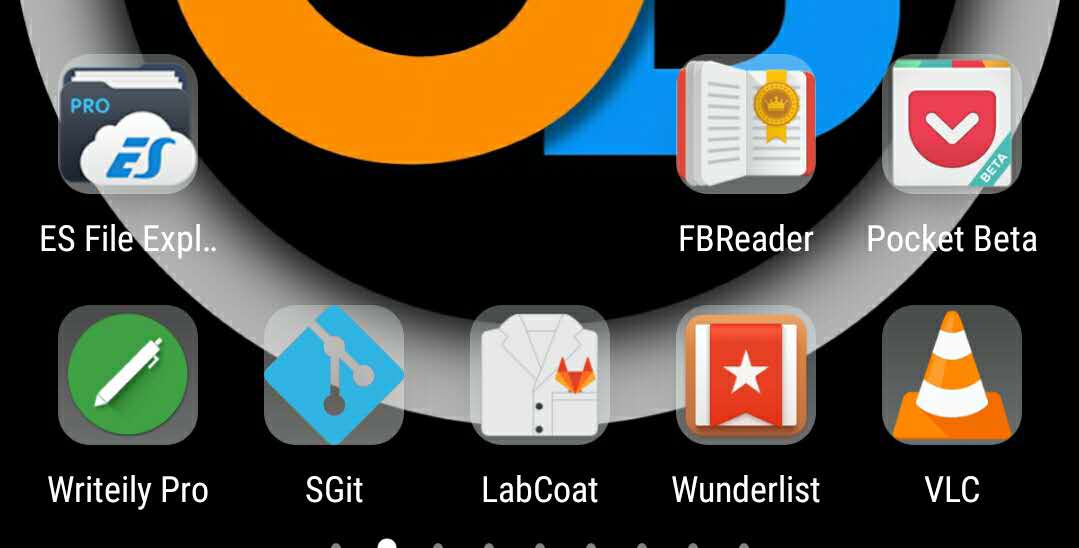 PRO
ES
ES File Expl..
FBReader
BETA
Pocket Beta
Writeily Pro
SGit
LabCoat
Wunderlist
VLC